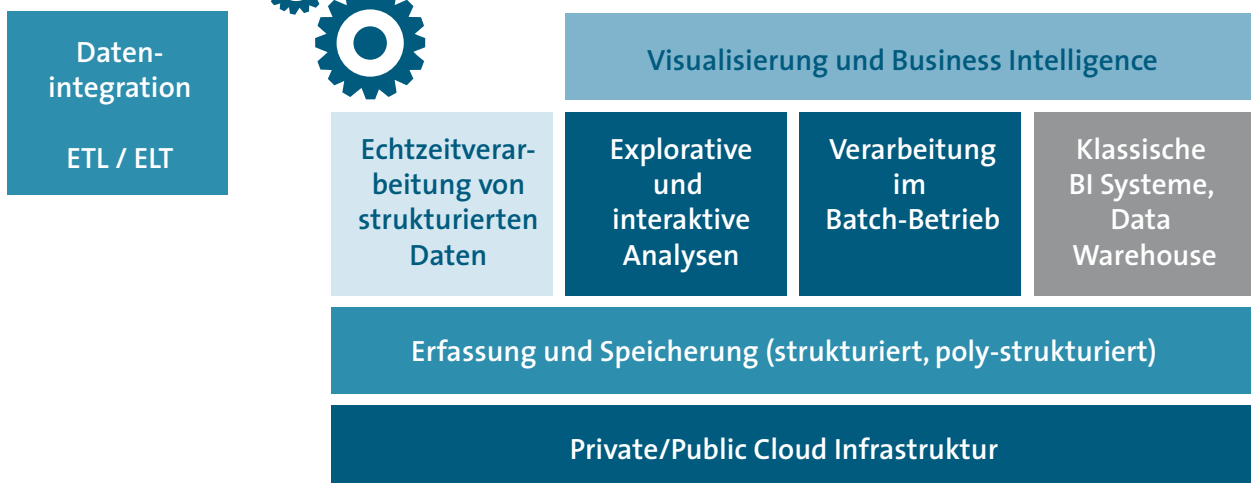 Daten-
integration
ETL / ELT
Visualisierung und Business Intelligence
Echtzeitverar-
beitung von
strukturierten
Daten
Explorative
und
interaktive
Analysen
Verarbeitung
im
Batch-Betrieb
Klassische
BI Systeme,
Data
Warehouse
Erfassung und Speicherung (strukturiert, poly-strukturiert)
Private/Public Cloud Infrastruktur